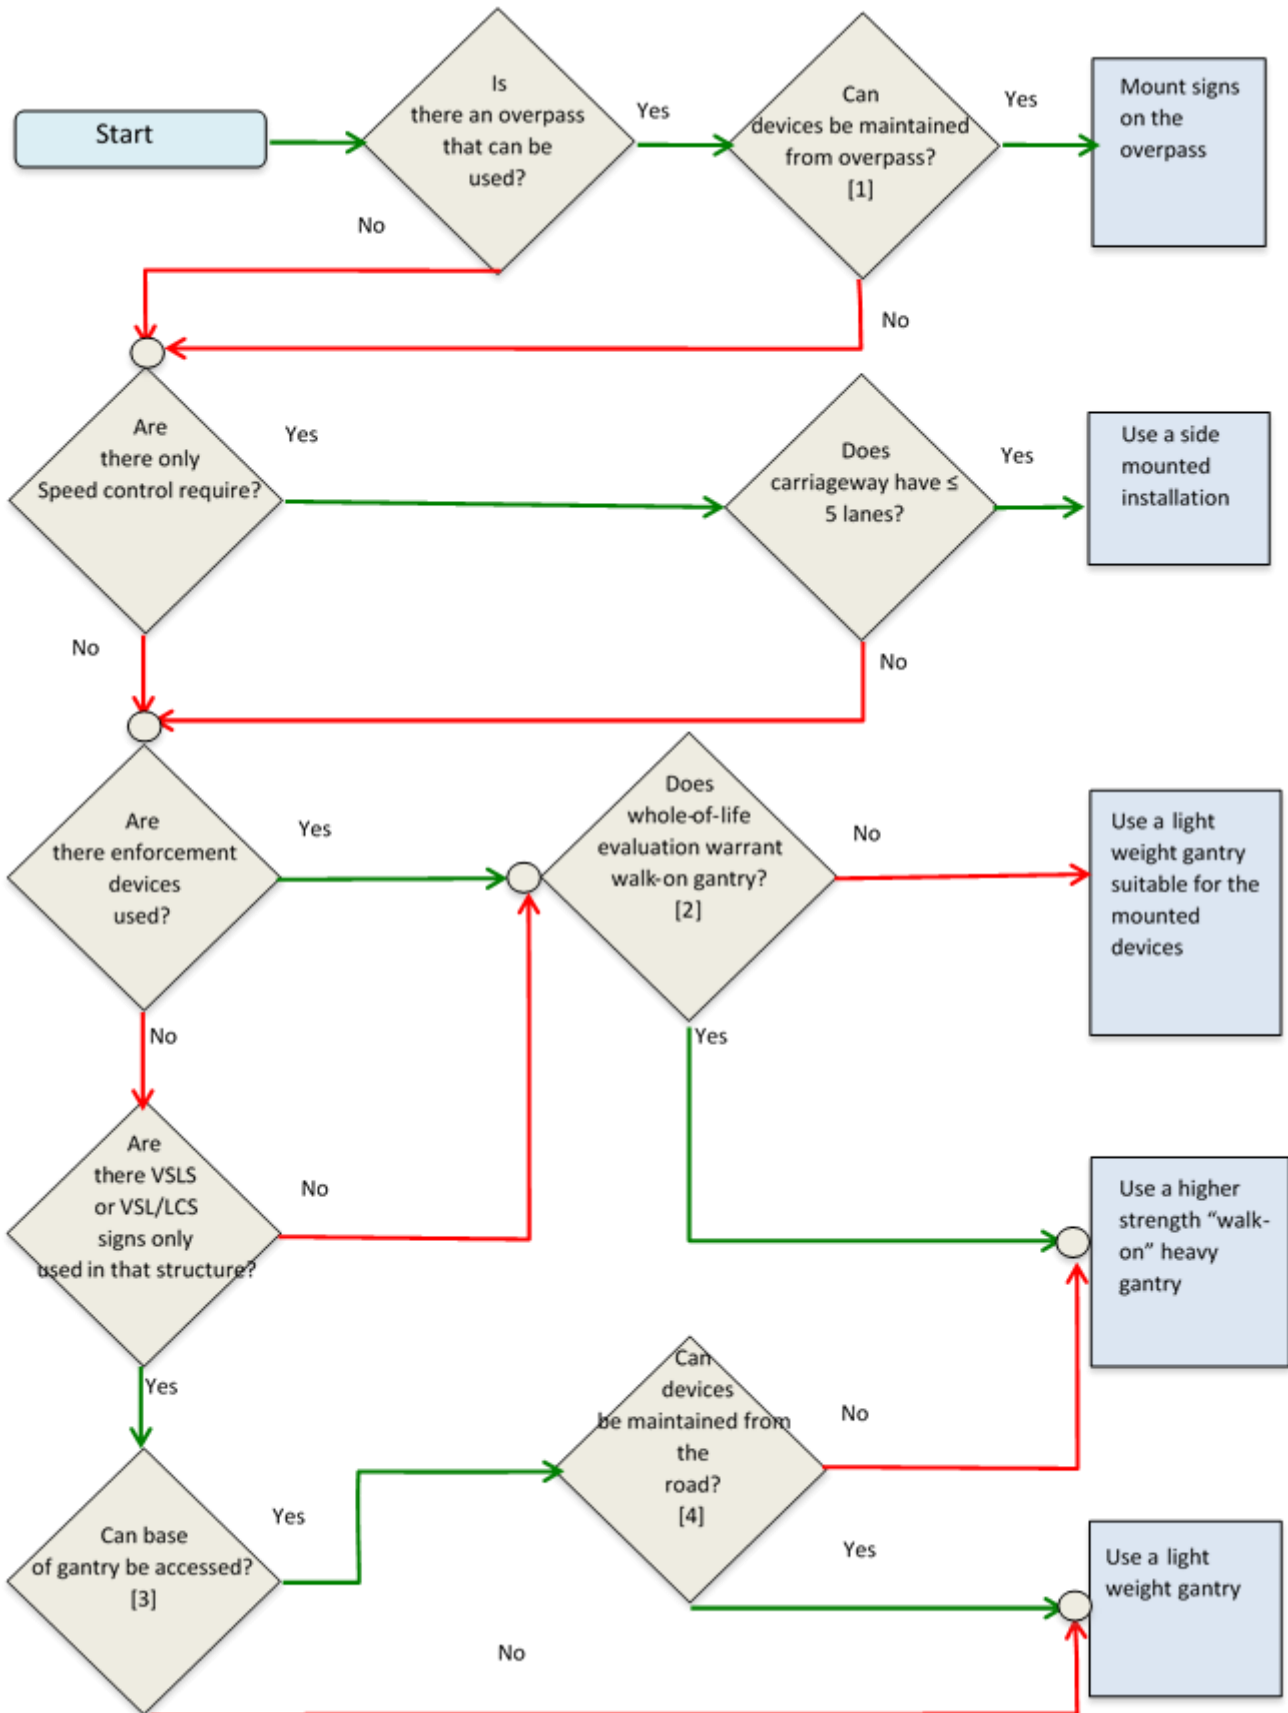 Start
Is
there an overpass
that can be
used?
Yes
Can
devices be maintained
from overpass?
[1]
Yes
Mount signs
on the
overpass
No
No
Are
there only
Speed control require?
Yes
Does
carriageway have ≤
5 lanes?
Yes
Use a side
mounted
installation
No
No
Are
there enforcement
devices
used?
Yes
Does
whole-of-life
evaluation warrant
walk-on gantry?
[2]
No
Use a light
weight gantry
suitable for the
mounted
devices
No
Yes
Are
there VSLS
or VSL/LCS
signs only
used in that structure?
No
Use a higher
strength “walk-
on” heavy
gantry
Yes
Can
devices
be maintained from
the
road?
[4]
No
Can base
of gantry be accessed?
[3]
Yes
Yes
Use a light
weight gantry
No